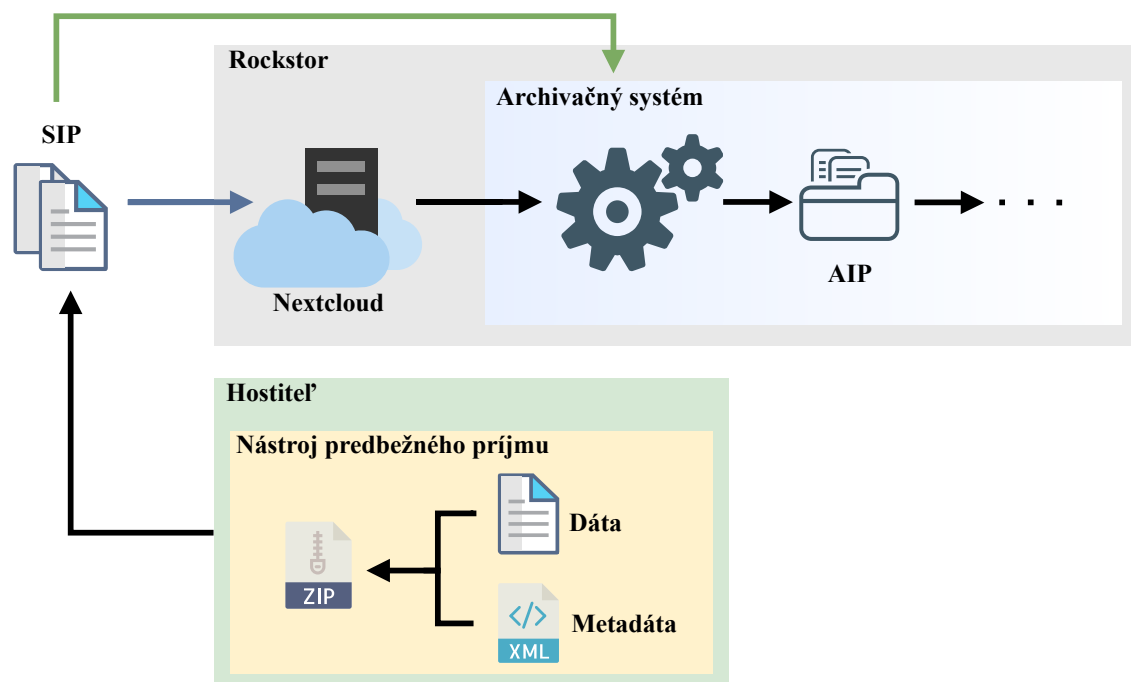 Rockstor
Archivačný systém
SIP
Nextcloud
AIP
. . .
Hostiteľ
Nástroj predbežného príjmu
Dáta
ZIP
Metadáta
</>
XML